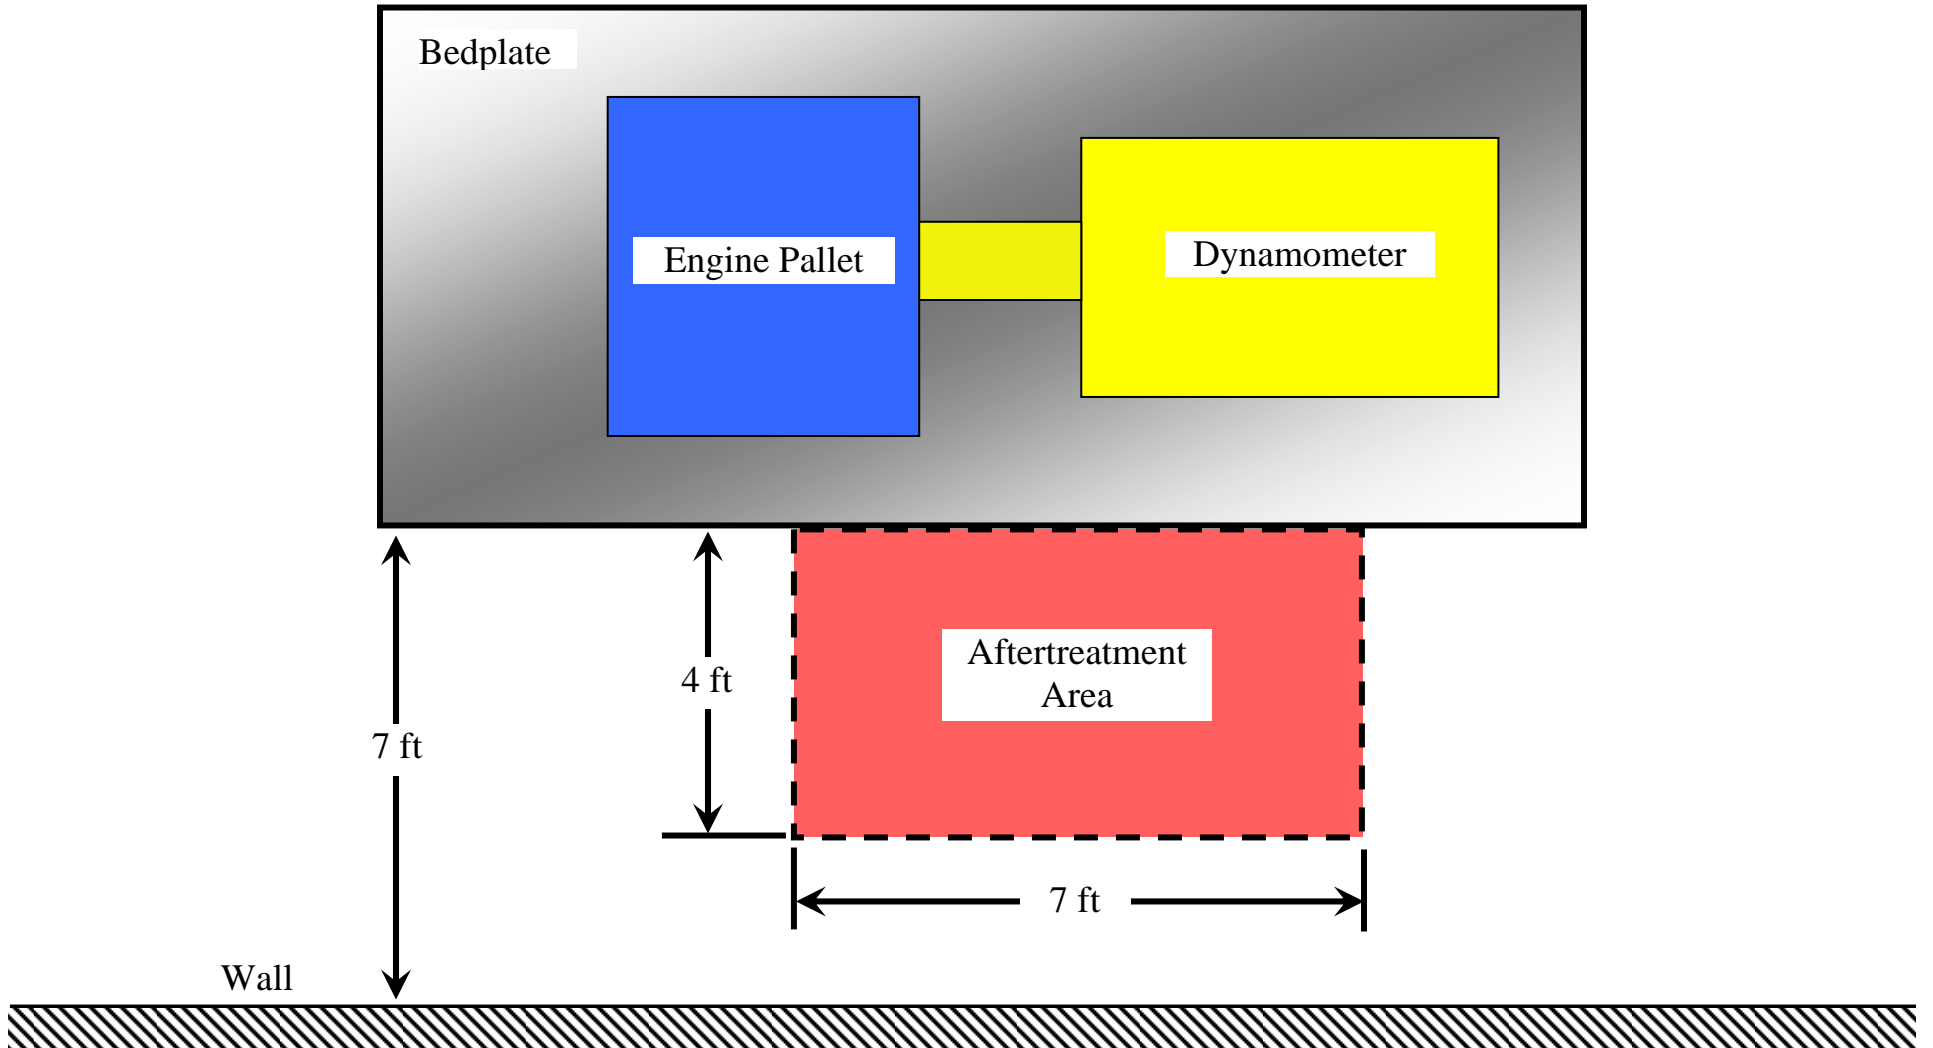 Bedplate
Engine Pallet
Dynamometer
Aftertreatment
Area
4 ft
7 ft
7 ft
Wall